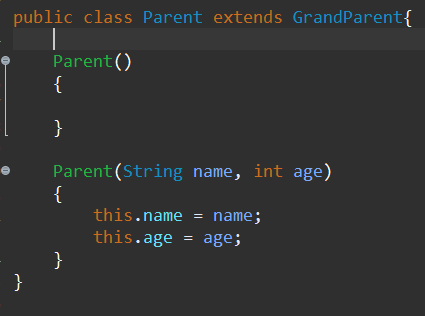 public class Parent extends GrandParent{
Parent()
{
}
Parent(String name, int age)
{
this.name = name;
this.age = age;
}
}